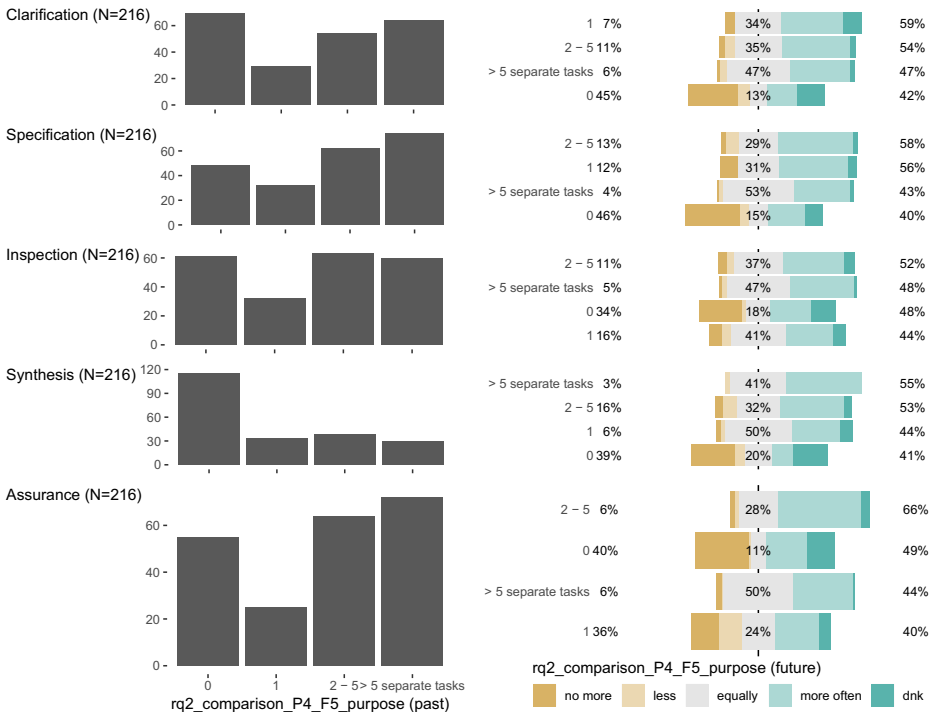 Clarification (N=216)
60
40
20
0
1 7% 34% 59%
2 − 5 11% 35% 54%
> 5 separate tasks 6% 47% 47%
0 45% 13% 42%
Specification (N=216)
60
40
20
0
2 − 5 13% 29% 58%
1 12% 31% 56%
> 5 separate tasks 4% 53% 43%
0 46% 15% 40%
Inspection (N=216)
60
40
20
0
2 − 5 11% 37% 52%
> 5 separate tasks 5% 47% 48%
0 34% 18% 48%
1 16% 41% 44%
Synthesis (N=216)
120
90
60
30
0
> 5 separate tasks 3% 41% 55%
2 − 5 16% 32% 53%
1 6% 50% 44%
0 39% 20% 41%
Assurance (N=216)
60
40
20
0
2 − 5 6% 28% 66%
0 40% 11% 49%
> 5 separate tasks 6% 50% 44%
1 36% 24% 40%
0 1 2 − 5 > 5 separate tasks
rq2_comparison_P4_F5_purpose (past)
rq2_comparison_P4_F5_purpose (future)
no more less equally more often dnk